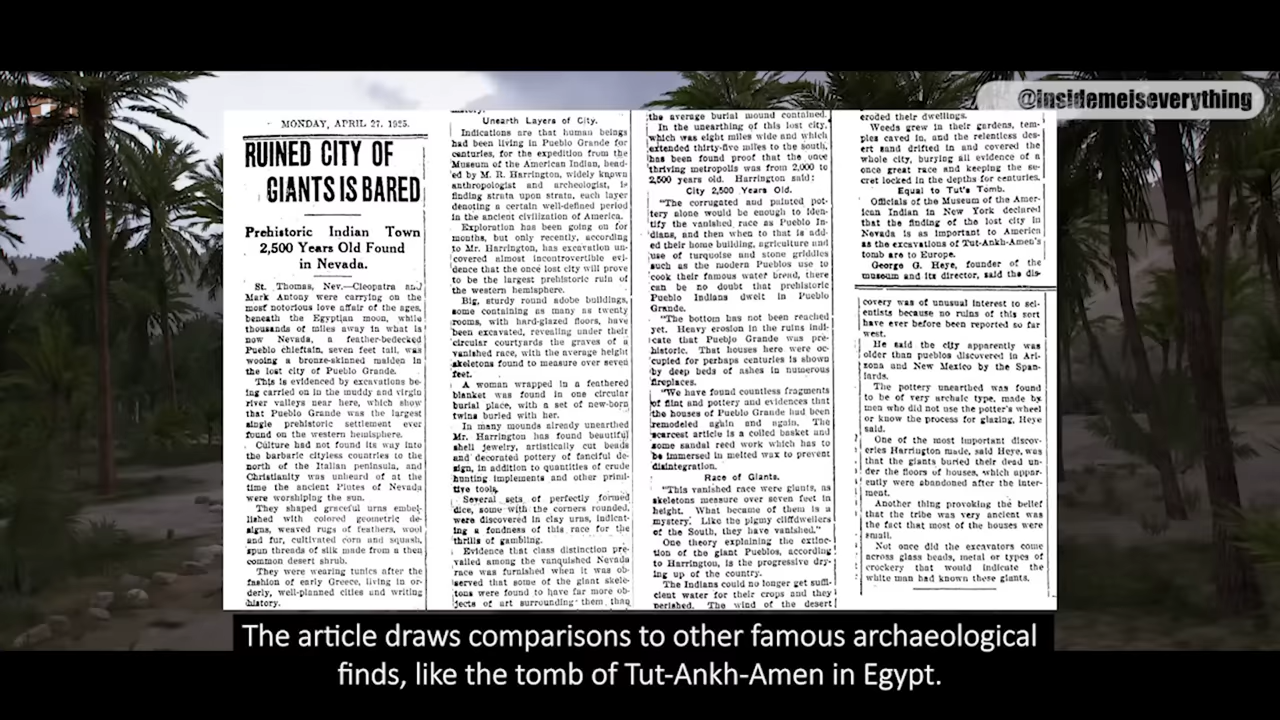 @insidemeiseverything
MONDAY, APRIL 27, 1925.
RUINED CITY OF
GIANTS IS BARED
Prehistoric Indian Town
2,500 Years Old Found
in Nevada.
St. Thomas, Nev.—Cleopatra and
Mark Antony were carrying on the
most notorious love affair of the ages,
beneath the Egyptian moon, while
thousands of miles away in what is
now Nevada, a feather-bedecked
Pueblo chieftain, seven feet tall, was
wooing a bronze-skinned maiden in
the lost city of Pueblo Grande.
This is evidenced by excavations be-
ing carried on in the muddy and virgin
river valleys near here, which show
that Pueblo Grande was the largest
single prehistoric settlement ever
found on the western hemisphere.
Culture had not found its way into
the barbaric cityless countries to the
north of the Italian peninsula, and
Christianity was unheard of at the
time the ancient Piutes of Nevada
were worshiping the sun.
They shaped graceful urns embel-
lished with colored geometric de-
signs, weaved rugs of feathers, wool
and fur, cultivated corn and squash,
spun threads of silk made from a then
common desert shrub.
They were wearing tunics after the
fashion of early Greece, living in or-
derly, well-planned cities and writing
history.
history.
Unearth Layers of City.
Indications are that human beings
had been living in Pueblo Grande for
centuries, for the expedition from the
Museum of the American Indian, head-
ed by M. R. Harrington, widely known
anthropologist and archeologist, is
finding strata upon strata, each layer
denoting a certain well-defined period
in the ancient civilization of America.
Exploration has been going on for
months, but only recently, according
to Mr. Harrington, has excavation un-
covered almost incontrovertible evi-
dence that the once lost city will prove
to be the largest prehistoric ruin of
the western hemisphere.
Big, sturdy round adobe buildings,
some containing as many as twenty
rooms, with hard-glazed floors, have
been excavated, revealing under their
circular courtyards the graves of a
vanished race, with the average height
skeletons found to measure over seven
feet.
A woman wrapped in a feathered
blanket was found in one circular
burial place, with a set of new-born
twins buried with her.
In many mounds already unearthed
Mr. Harrington has found beautiful
shell jewelry, artistically cut beads
and decorated pottery of fanciful de-
sign, in addition to quantities of crude
hunting implements and other primi-
tive tools.
Several sets of perfectly formed
dice, some with the corners rounded,
were discovered in clay urns, indicat-
ing a fondness of this race for the
thrills of gambling.
Evidence that class distinction pre-
vailed among the vanquished Nevada
race was furnished when it was ob-
served that some of the giant skele-
tons were found to have far more ob-
jects of art surrounding them than
the average burial mound contained.
In the unearthing of this lost city,
which was eight miles wide and which
extended thirty-five miles to the south,
has been found proof that the once
thriving metropolis was from 2,000 to
2,500 years old. Harrington said:
City 2,500 Years Old.
"The corrugated and painted pot-
tery alone would be enough to iden-
tify the vanished race as Pueblo In-
dians, and then when to that is add-
ed their home building, agriculture and
use of turquoise and stone griddles
such as the modern Pueblos use to
cook their famous water bread, there
can be no doubt that prehistoric
Pueblo Indians dwelt in Pueblo
Grande.
"The bottom has not been reached
yet. Heavy erosion in the ruins indi-
cate that Pueblo Grande was pre-
historic. That houses here were oc-
cupied for perhaps centuries is shown
by deep beds of ashes in numerous
fireplaces.
"We have found countless fragments
of flint and pottery and evidences that
the houses of Pueblo Grande had been
remodeled again and again. The
scarcest article is a coiled basket and
some sandal reed work which has to
be immersed in melted wax to prevent
disintegration.
Race of Giants.
"This vanished race were giants, as
skeletons measure over seven feet in
height. What became of them is a
mystery. Like the pigmy cliffdwellers
of the South, they have vanished."
One theory explaining the extinc-
tion of the giant Pueblos, according
to Harrington, is the progressive dry-
ing up of the country.
The Indians could no longer get suffi-
cient water for their crops and they
perished. The wind of the desert
eroded their dwellings.
Weeds grew in their gardens, tem-
ples caved in, and the relentless des-
ert sand drifted in and covered the
whole city, burying all evidence of a
once great race and keeping the se-
cret locked in the depths for centuries.
Equal to Tut's Tomb.
Officials of the Museum of the Amer-
ican Indian in New York declared
that the finding of the lost city in
Nevada is as important to America
as the excavations of Tut-Ankh-Amen's
tomb are to Europe.
George G. Heye, founder of the
museum and its director, said the dis-
covery was of unusual interest to sci-
entists because no ruins of this sort
have ever before been reported so far
west.
He said the city apparently was
older than pueblos discovered in Ari-
zona and New Mexico by the Span-
iards.
The pottery unearthed was found
to be of very archaic type, made by
men who did not use the potter's wheel
or know the process for glazing, Heye
said.
One of the most important discov-
eries Harrington made, said Heye, was
that the giants buried their dead un-
der the floors of houses, which appar-
ently were abandoned after the inter-
ment.
Another thing provoking the belief
that the tribe was very ancient was
the fact that most of the houses were
small.
Not once did the excavators come
across glass beads, metal or types of
crockery that would indicate the
white man had known these giants.
The article draws comparisons to other famous archaeological
finds, like the tomb of Tut-Ankh-Amen in Egypt.